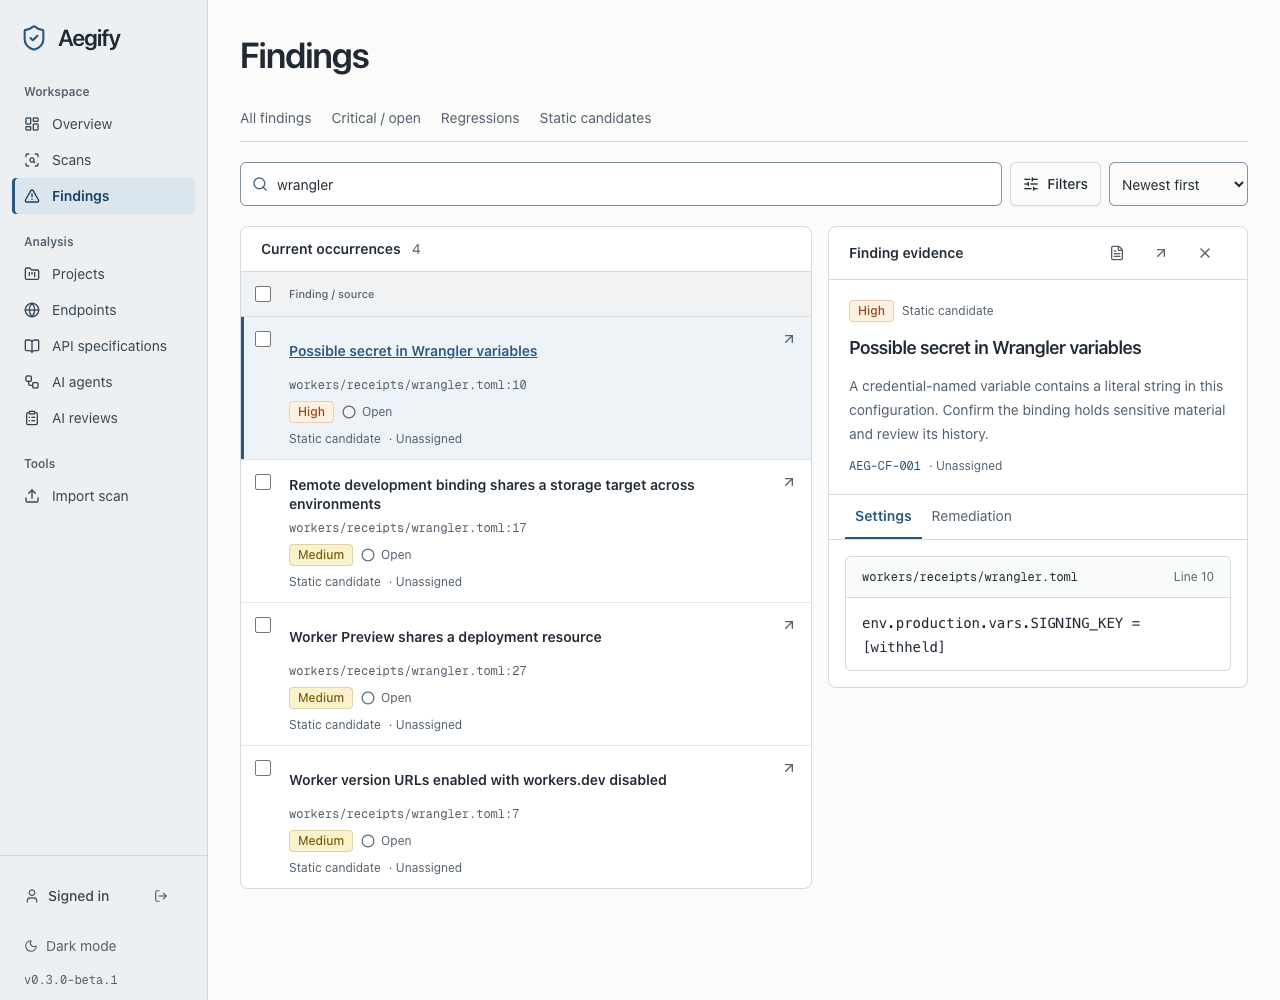 Aegify
Workspace
Overview
Scans
Findings
Analysis
Projects
Endpoints
API specifications
AI agents
AI reviews
Tools
Import scan
Signed in
Dark mode
v0.3.0-beta.1
Findings
All findings Critical / open Regressions Static candidates
wrangler
Filters
Newest first
Current occurrences 4
Finding / source
Possible secret in Wrangler variables
workers/receipts/wrangler.toml:10
High Open
Static candidate · Unassigned
Remote development binding shares a storage target across
environments
workers/receipts/wrangler.toml:17
Medium Open
Static candidate · Unassigned
Worker Preview shares a deployment resource
workers/receipts/wrangler.toml:27
Medium Open
Static candidate · Unassigned
Worker version URLs enabled with workers.dev disabled
workers/receipts/wrangler.toml:7
Medium Open
Static candidate · Unassigned
Finding evidence
High Static candidate
Possible secret in Wrangler variables
A credential-named variable contains a literal string in this
configuration. Confirm the binding holds sensitive material
and review its history.
AEG-CF-001 · Unassigned
Settings Remediation
workers/receipts/wrangler.toml Line 10
env.production.vars.SIGNING_KEY =
[withheld]